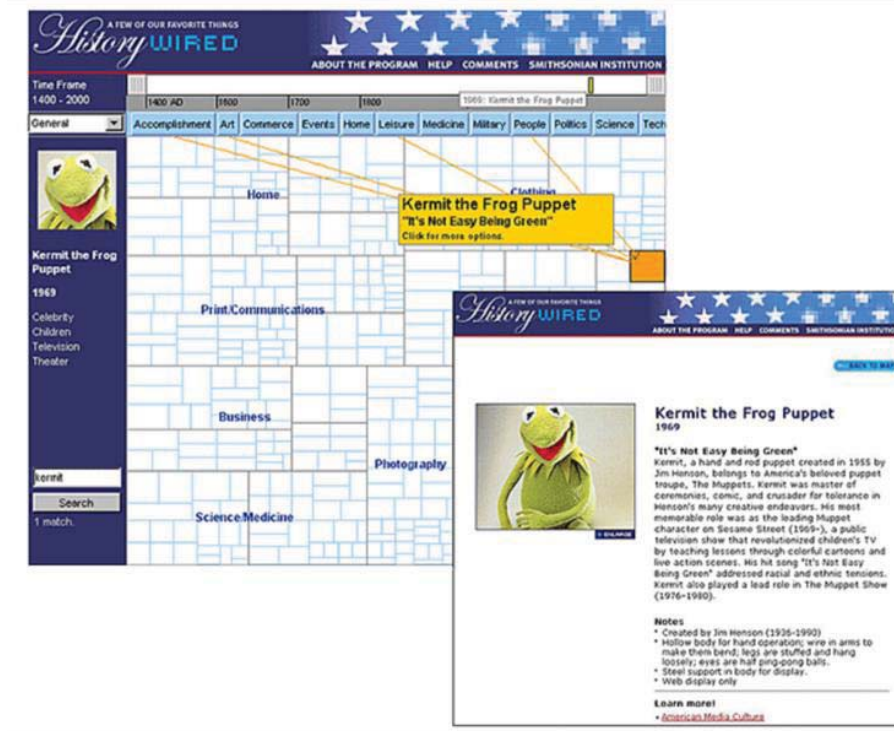 A FEW OF OUR FAVORITE THINGS
History WIRED
ABOUT THE PROGRAM HELP COMMENTS SMITHSONIAN INSTITUTION
Time Frame
1400 - 2000
1400 AD 1600 1700 1800 1969: Kermit the Frog Puppet
General
Accomplishment Art Commerce Events Home Leisure Medicine Military People Politics Science Tech
Home
Clothing
Kermit the Frog Puppet
"It's Not Easy Being Green"
Click for more options.
Kermit the Frog
Puppet
1969
Celebrity
Children
Television
Theater
Print/Communications
Business
Photography
Science/Medicine
kermit
Search
1 match.
A FEW OF OUR FAVORITE THINGS
History WIRED
ABOUT THE PROGRAM HELP COMMENTS SMITHSONIAN INSTITUTIO
BACK TO MAP
ENLARGE
Kermit the Frog Puppet
1969
"It's Not Easy Being Green"
Kermit, a hand and rod puppet created in 1955 by
Jim Henson, belongs to America's beloved puppet
troupe, The Muppets. Kermit was master of
ceremonies, comic, and crusader for tolerance in
Henson's many creative endeavors. His most
memorable role was as the leading Muppet
character on Sesame Street (1969-), a public
television show that revolutionized children's TV
by teaching lessons through colorful cartoons and
live action scenes. His hit song "It's Not Easy
Being Green" addressed racial and ethnic tensions.
Kermit also played a lead role in The Muppet Show
(1976-1980).
Notes
* Created by Jim Henson (1936-1990)
* Hollow body for hand operation; wire in arms to
make them bend; legs are stuffed and hang
loosely; eyes are half ping-pong balls.
* Steel support in body for display.
* Web display only
Learn more!
• American Media Culture